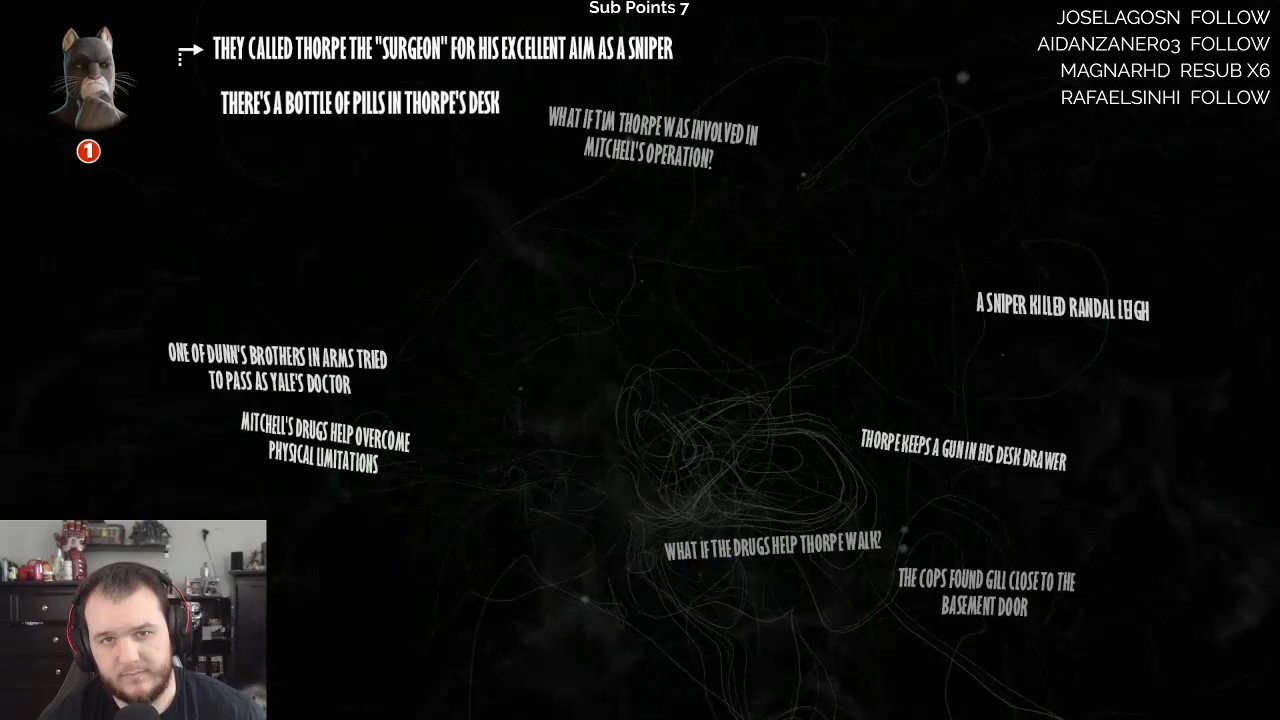 Sub Points 7
JOSELAGOSN FOLLOW
AIDANZANER03 FOLLOW
MAGNARHD RESUB X6
RAFAELSINHI FOLLOW
THEY CALLED THORPE THE "SURGEON" FOR HIS EXCELLENT AIM AS A SNIPER
THERE'S A BOTTLE OF PILLS IN THORPE'S DESK
1
WHAT IF TIM THORPE WAS INVOLVED IN
MITCHELL'S OPERATION?
A SNIPER KILLED RANDAL LEIGH
ONE OF DUNN'S BROTHERS IN ARMS TRIED
TO PASS AS YALE'S DOCTOR
MITCHELL'S DRUGS HELP OVERCOME
PHYSICAL LIMITATIONS
THORPE KEEPS A GUN IN HIS DESK DRAWER
WHAT IF THE DRUGS HELP THORPE WALK?
THE COPS FOUND GILL CLOSE TO THE
BASEMENT DOOR